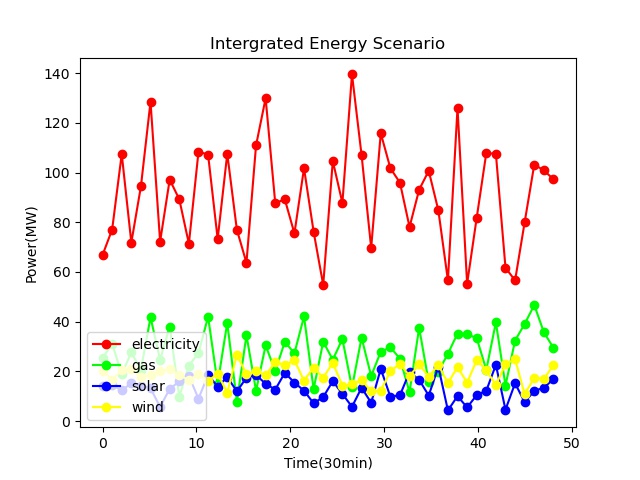 Intergrated Energy Scenario
Power(MW)
140
120
100
80
60
40
20
0
electricity
gas
solar
wind
0 10 20 30 40 50
Time(30min)